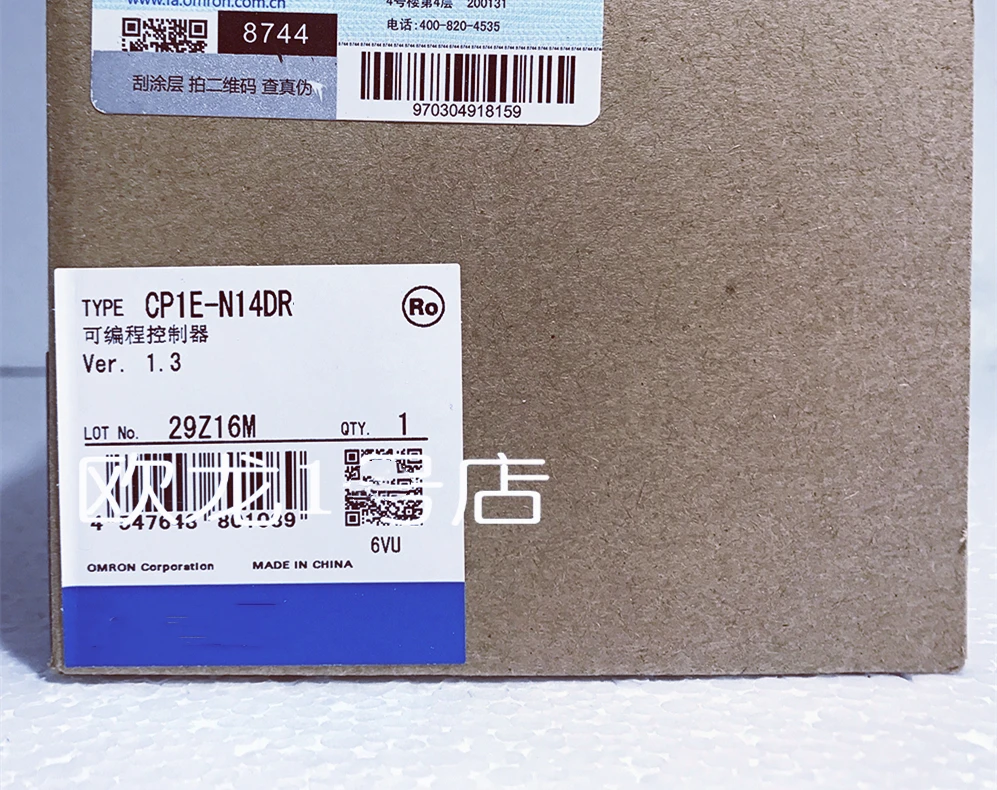 www.fa.omron.com.cn
4号楼第4层 200131
电话:400-820-4535
8744
刮涂层 拍二维码 查真伪
970304918159
TYPE CP1E-N14DR
Ro
可编程控制器
Ver. 1.3
LOT No. 29Z16M QTY. 1
欧龙1号店
6VU
OMRON Corporation MADE IN CHINA